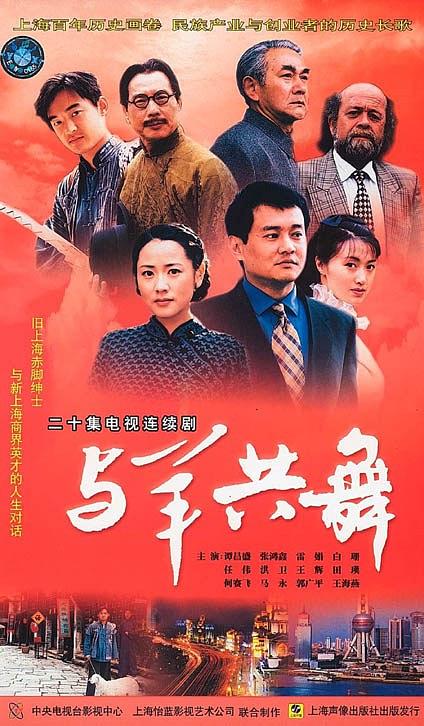 上海百年历史画卷 民族产业与创业者的历史长歌
旧上海赤脚绅士
与新上海商界英才的人生对话
二十集电视连续剧
与羊共舞
主演：谭昌盛 张鸿鑫 雷娟 白珊
任伟 洪卫 王辉 田瑛
何赛飞 马永 郭广平 王海燕
中央电视台影视中心 上海怡蓝影视艺术公司 联合制作 上海声像出版社出版发行